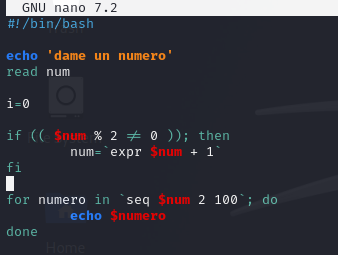 GNU nano 7.2
#!/bin/bash
echo 'dame un numero'
read num
i=0
if (( $num % 2 ≠ 0 )); then
num=`expr $num + 1`
fi
for numero in `seq $num 2 100`; do
echo $numero
done
Home